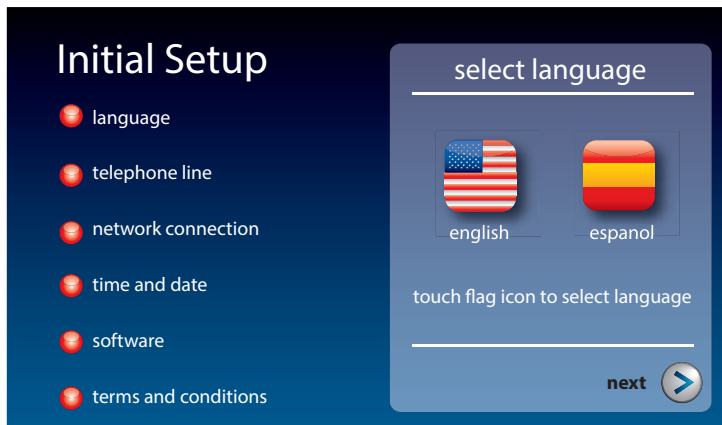 Initial Setup
language
telephone line
network connection
time and date
software
terms and conditions
select language
english
espanol
touch flag icon to select language
next